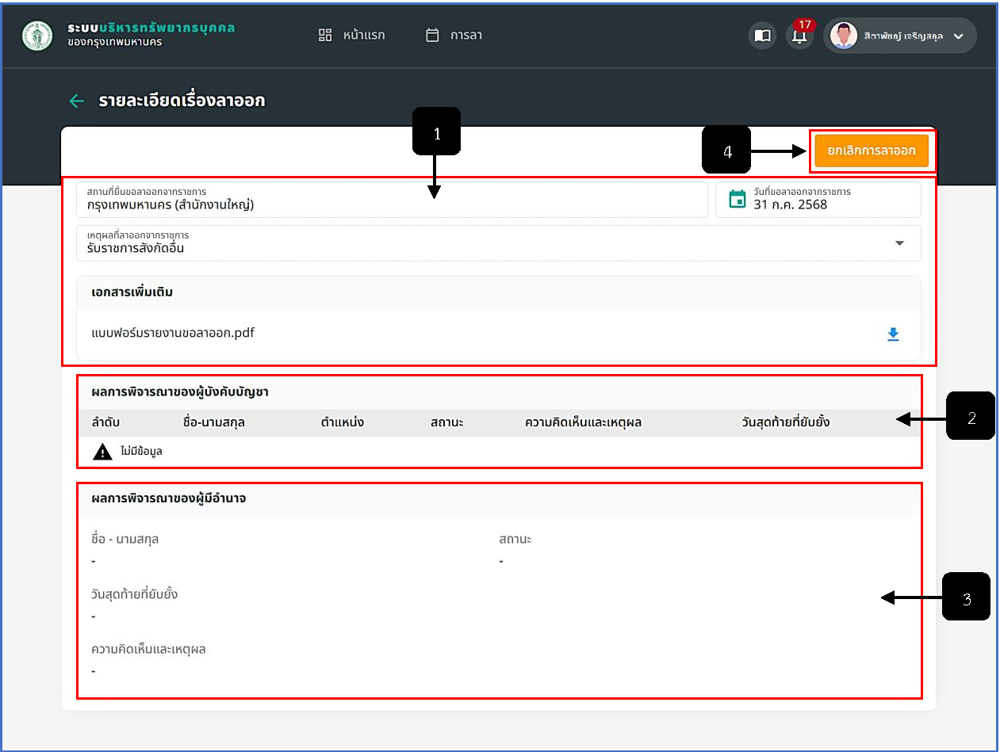 ระบบบริหารทรัพยากรบุคคล
ของกรุงเทพมหานคร
หน้าแรก
การลา
17
สิตาพัชญ์ เจริญสกุล
รายละเอียดเรื่องลาออก
1
4
ยกเลิกการลาออก
สถานที่ยื่นขอลาออกจากราชการ
กรุงเทพมหานคร (สำนักงานใหญ่)
วันที่ขอลาออกจากราชการ
31 ก.ค. 2568
เหตุผลที่ลาออกจากราชการ
รับราชการสังกัดอื่น
เอกสารเพิ่มเติม
แบบฟอร์มรายงานขอลาออก.pdf
ผลการพิจารณาของผู้บังคับบัญชา
ลำดับ ชื่อ-นามสกุล ตำแหน่ง สถานะ ความคิดเห็นและเหตุผล วันสุดท้ายที่ยับยั้ง
2
ไม่มีข้อมูล
ผลการพิจารณาของผู้มีอำนาจ
ชื่อ - นามสกุล สถานะ
- -
วันสุดท้ายที่ยับยั้ง
-
3
ความคิดเห็นและเหตุผล
-